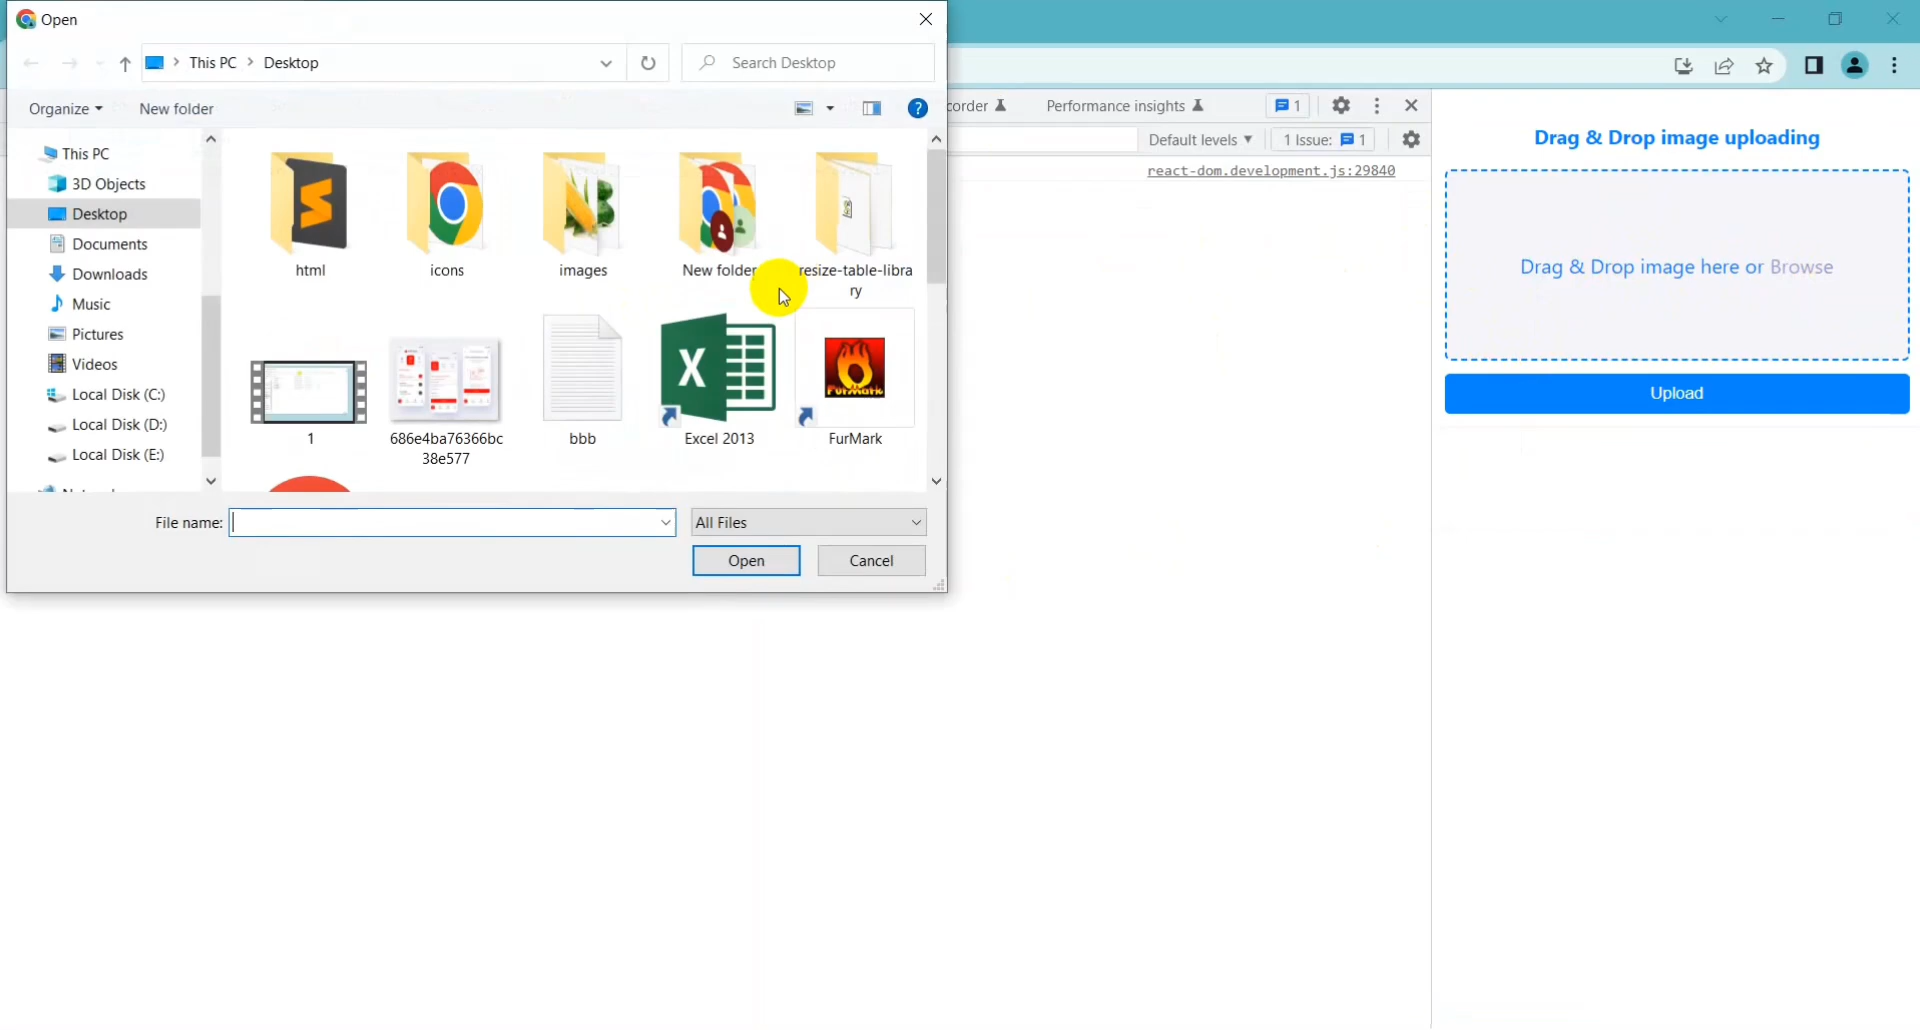 Open
This PC
Desktop
Search Desktop
Organize
New folder
This PC
3D Objects
Desktop
Documents
Downloads
Music
Pictures
Videos
Local Disk (C:)
Local Disk (D:)
Local Disk (E:)
html
icons
images
New folder
resize-table-libra
ry
1
686e4ba76366bc
38e577
bbb
Excel 2013
FurMark
File name:
All Files
Open
Cancel
corder
Performance insights
1
Default levels
1 Issue:
1
react-dom.development.js:29840
Drag & Drop image uploading
Drag & Drop image here or Browse
Upload